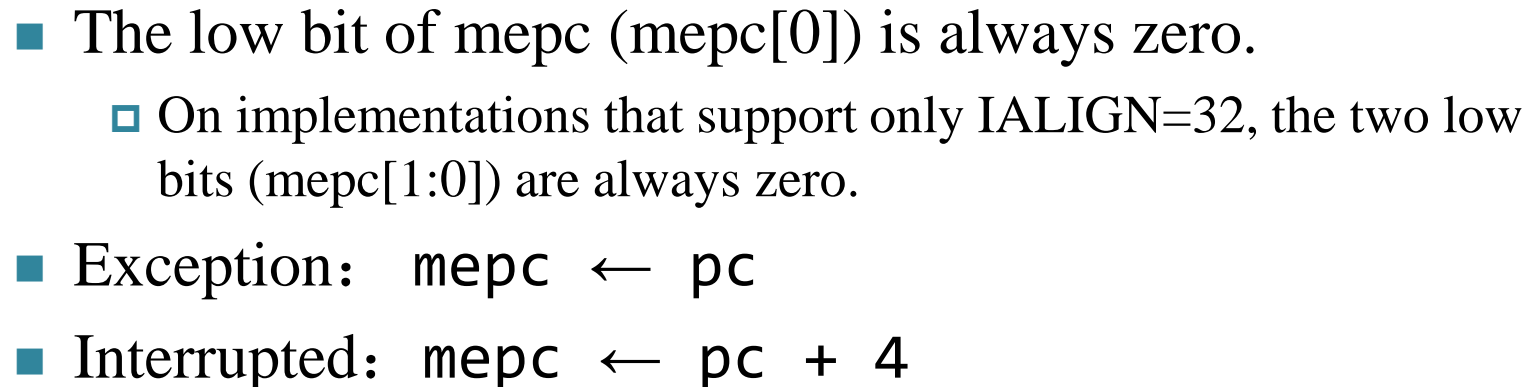 The low bit of mepc (mepc[0]) is always zero.
On implementations that support only IALIGN=32, the two low
bits (mepc[1:0]) are always zero.
Exception： mepc ← pc
Interrupted：mepc ← pc + 4